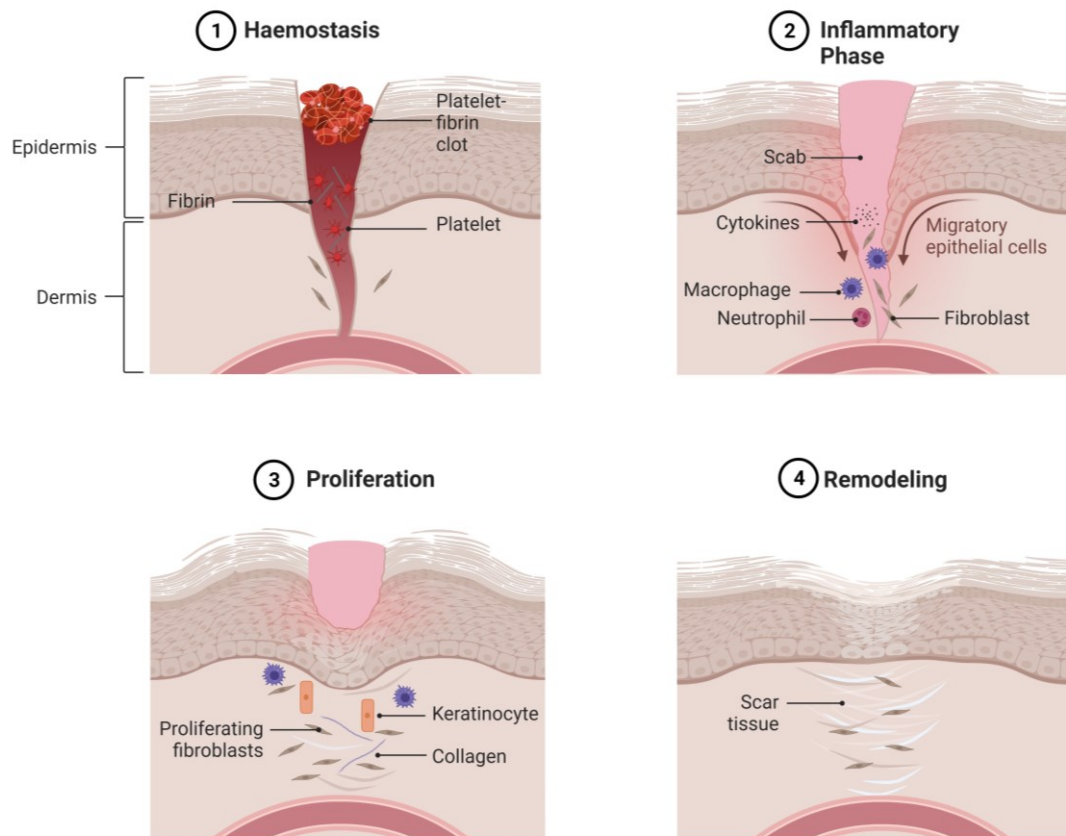 1 Haemostasis
Epidermis
Dermis
Platelet-
fibrin
clot
Fibrin
Platelet
2 Inflammatory
Phase
Scab
Cytokines
Migratory
epithelial cells
Macrophage
Neutrophil
Fibroblast
3 Proliferation
Keratinocyte
Proliferating
fibroblasts
Collagen
4 Remodeling
Scar
tissue